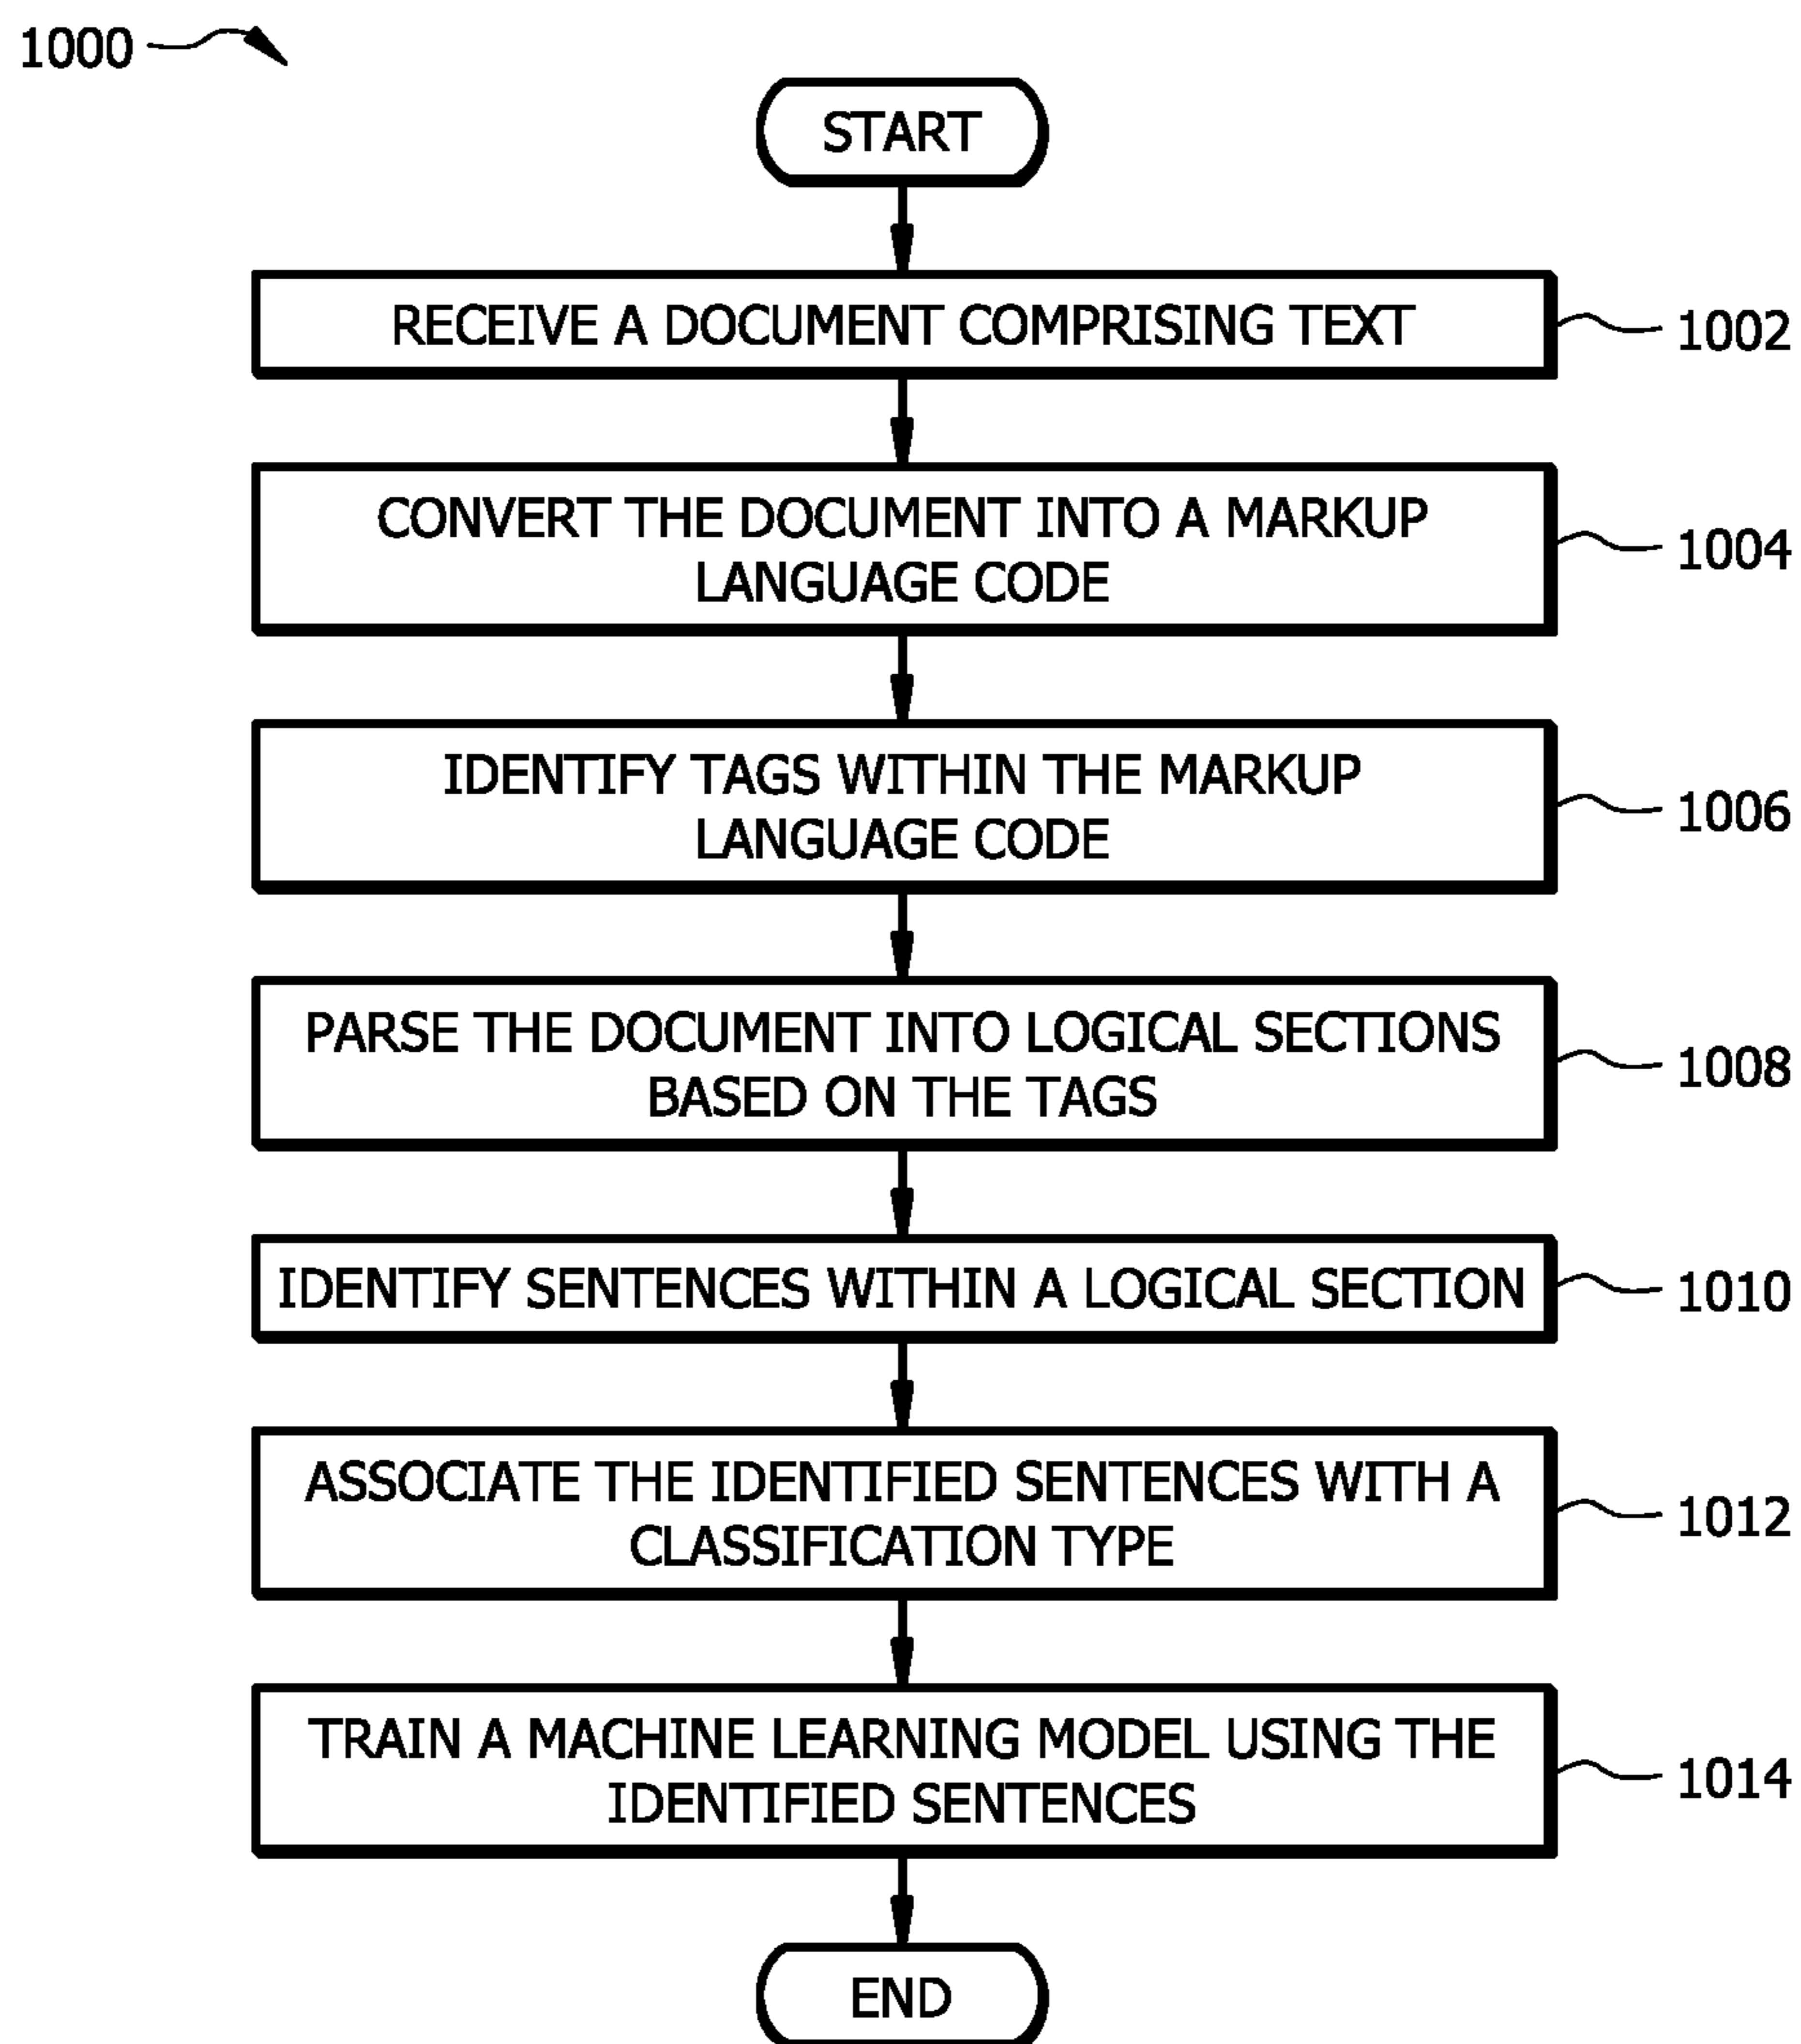 1000
START
RECEIVE A DOCUMENT COMPRISING TEXT
1002
CONVERT THE DOCUMENT INTO A MARKUP
LANGUAGE CODE
1004
IDENTIFY TAGS WITHIN THE MARKUP
LANGUAGE CODE
1006
PARSE THE DOCUMENT INTO LOGICAL SECTIONS
BASED ON THE TAGS
1008
IDENTIFY SENTENCES WITHIN A LOGICAL SECTION
1010
ASSOCIATE THE IDENTIFIED SENTENCES WITH A
CLASSIFICATION TYPE
1012
TRAIN A MACHINE LEARNING MODEL USING THE
IDENTIFIED SENTENCES
1014
END